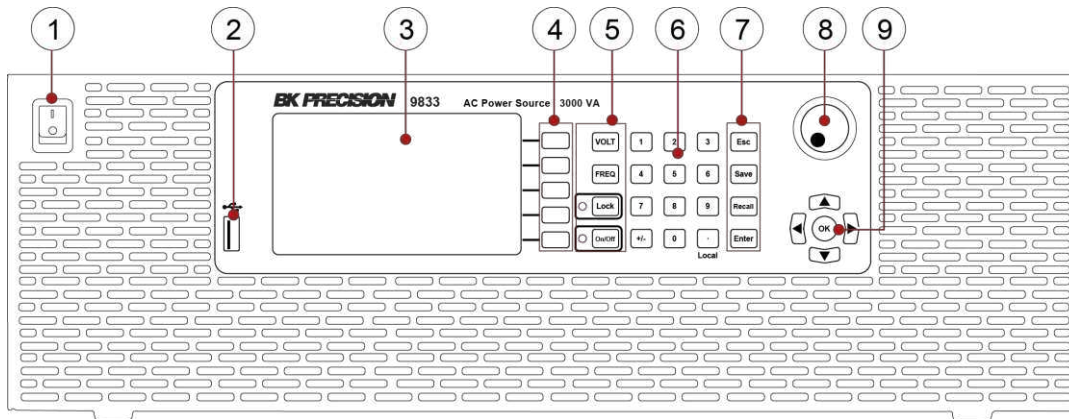 1 2 3 4 5 6 7 8 9
BK PRECISION 9833 AC Power Source 3000 VA
VOLT 1 2 3 Esc
FREQ 4 5 6 Save
Lock 7 8 9 Recall
On/Off +/- 0 . Enter
Local
OK